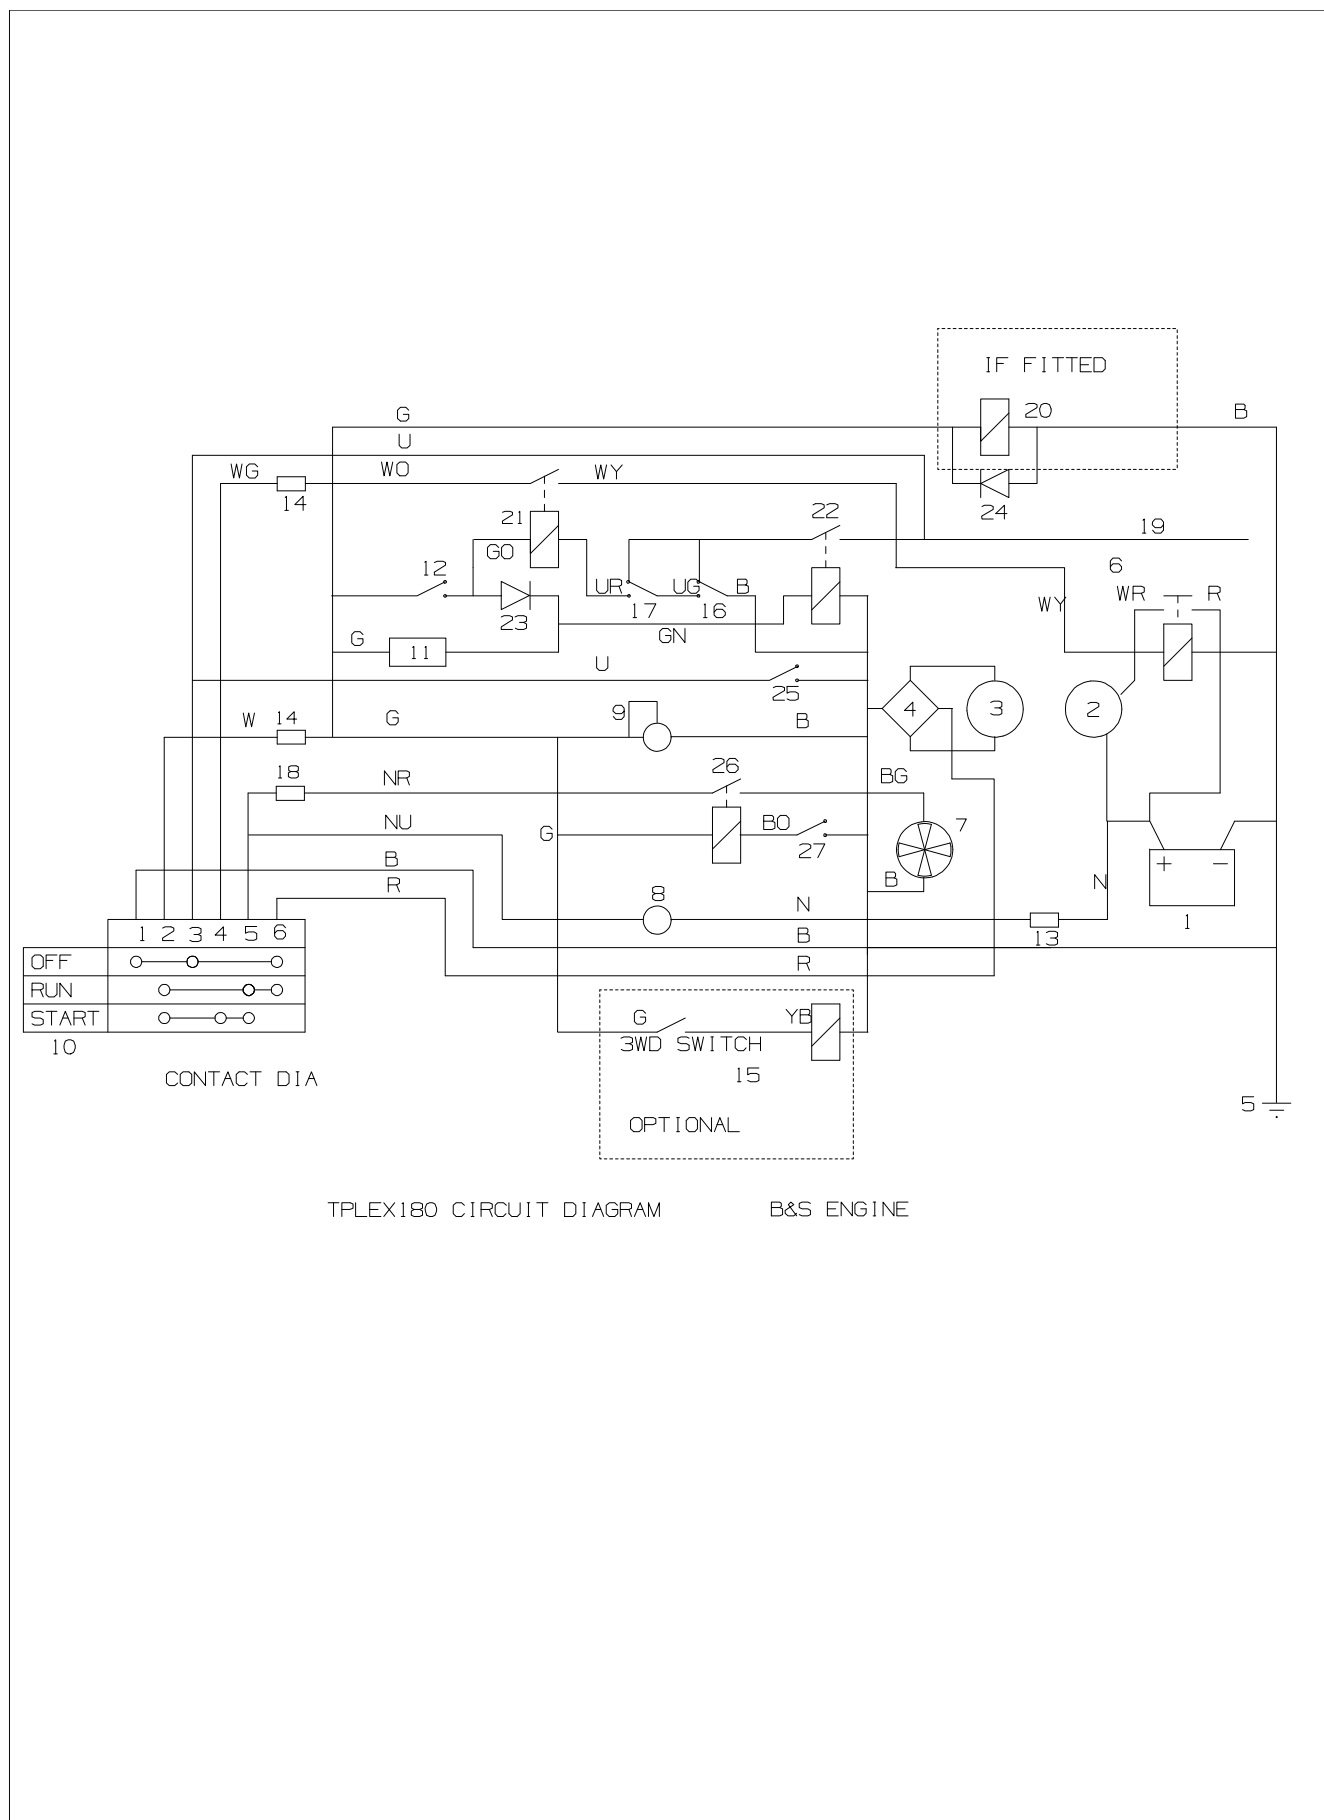 IF FITTED
20
G
B
U
WG
WO
WY
14
24
22
21
19
GO
12
6
UR
UG
B
WR
R
17
16
WY
23
GN
G
11
U
25
4
3
2
9
W
14
G
B
18
NR
26
BG
NU
G
BO
27
7
B
B
R
8
N
N
+
−
1
13
B
R
1 2 3 4 5 6
OFF
RUN
START
10
CONTACT DIA
G
YB
3WD SWITCH
15
OPTIONAL
5
TPLEX180 CIRCUIT DIAGRAM
B&S ENGINE